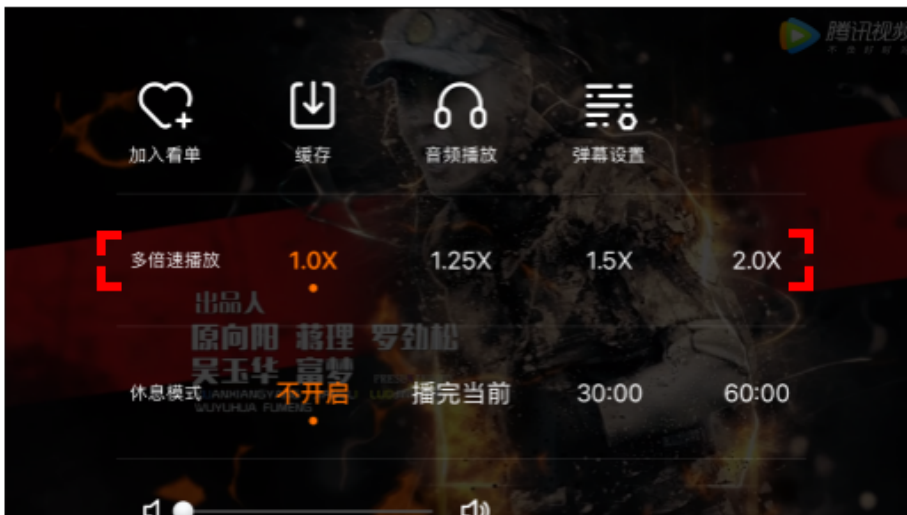 腾讯视频
加入看单 缓存 音频播放 弹幕设置
多倍速播放 1.0X 1.25X 1.5X 2.0X
出品人
原向阳 蒋理 罗劲松
吴玉华 富梦
休息模式 不开启 播完当前 30:00 60:00
WUYUHUA FUMENG